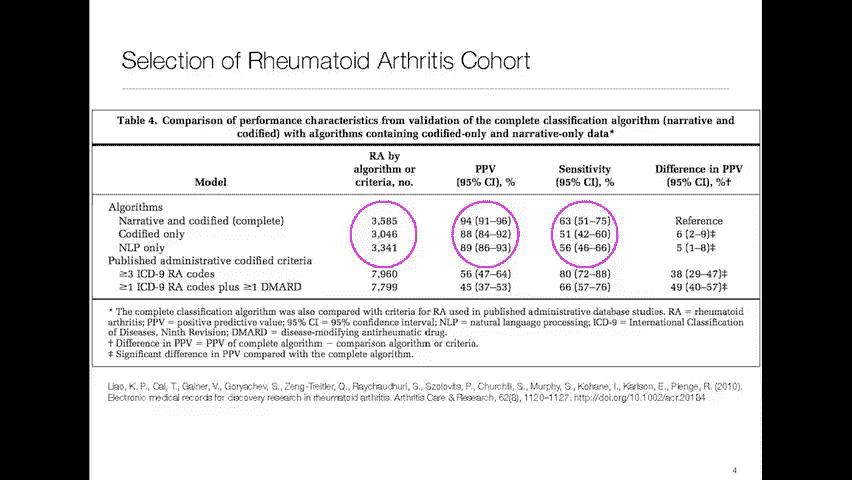 Selection of Rheumatoid Arthritis Cohort
Table 4. Comparison of performance characteristics from validation of the complete classification algorithm (narrative and
codified) with algorithms containing codified-only and narrative-only data*
Model RA by algorithm or criteria, no. PPV (95% CI), % Sensitivity (95% CI), % Difference in PPV (95% CI), %†
Algorithms
Narrative and codified (complete) 3,585 94 (91–96) 63 (51–75) Reference
Codified only 3,046 88 (84–92) 51 (42–60) 6 (2–9)‡
NLP only 3,341 89 (86–93) 56 (46–66) 5 (1–8)‡
Published administrative codified criteria
≥3 ICD-9 RA codes 7,960 56 (47–64) 80 (72–88) 38 (29–47)‡
≥1 ICD-9 RA codes plus ≥1 DMARD 7,799 45 (37–53) 66 (57–76) 49 (40–57)‡
* The complete classification algorithm was also compared with criteria for RA used in published administrative database studies. RA = rheumatoid
arthritis; PPV = positive predictive value; 95% CI = 95% confidence interval; NLP = natural language processing; ICD-9 = International Classification
of Diseases, Ninth Revision; DMARD = disease-modifying antirheumatic drug.
† Difference in PPV = PPV of complete algorithm − comparison algorithm or criteria.
‡ Significant difference in PPV compared with the complete algorithm.
Liao, K. P., Cai, T., Gainer, V., Goryachev, S., Zeng-Treitler, Q., Raychaudhuri, S., Szolovits, P., Churchill, S., Murphy, S., Kohane, I., Karlson, E., Plenge, R. (2010).
Electronic medical records for discovery research in rheumatoid arthritis. Arthritis Care & Research, 62(8), 1120–1127. http://doi.org/10.1002/acr.20184
4